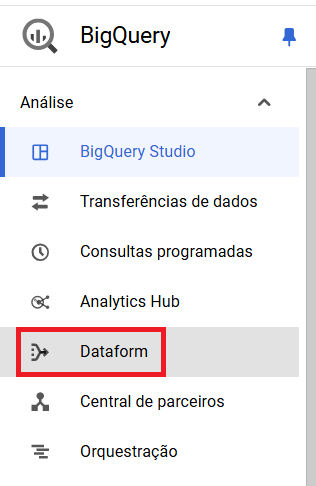 BigQuery
Análise
BigQuery Studio
Transferências de dados
Consultas programadas
Analytics Hub
Dataform
Central de parceiros
Orquestração